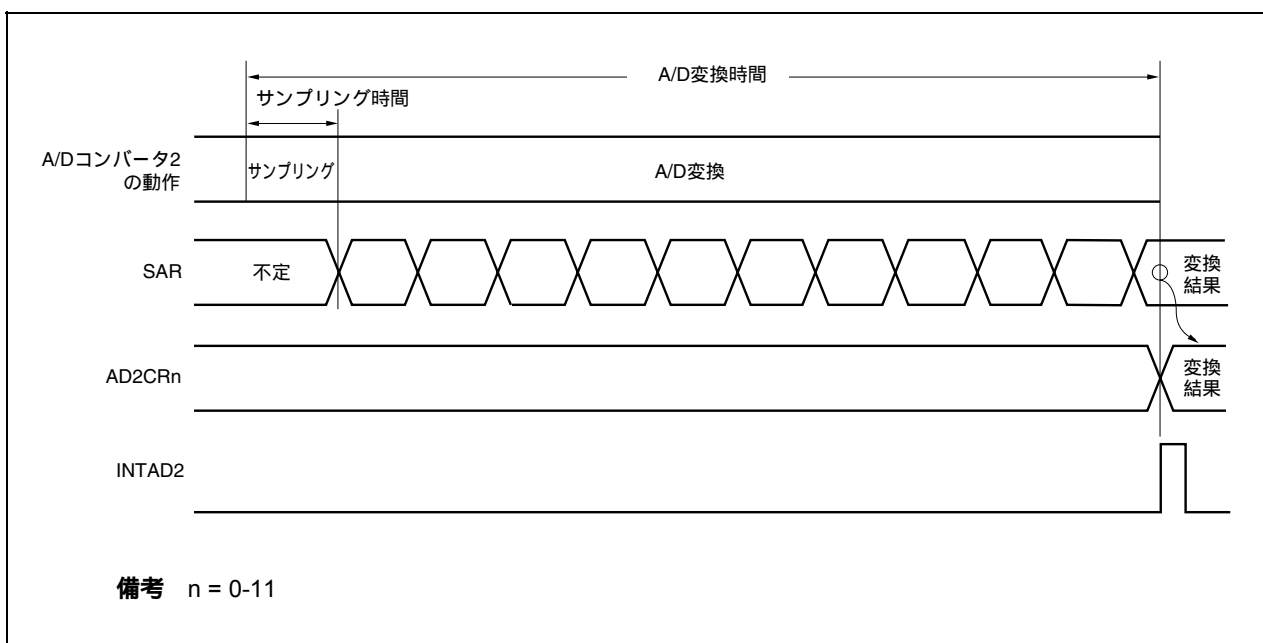 A/D変換時間
サンプリング時間
A/Dコンバータ2
の動作
サンプリング
A/D変換
SAR
不定
変換
結果
AD2CRn
変換
結果
INTAD2
備考 n = 0-11